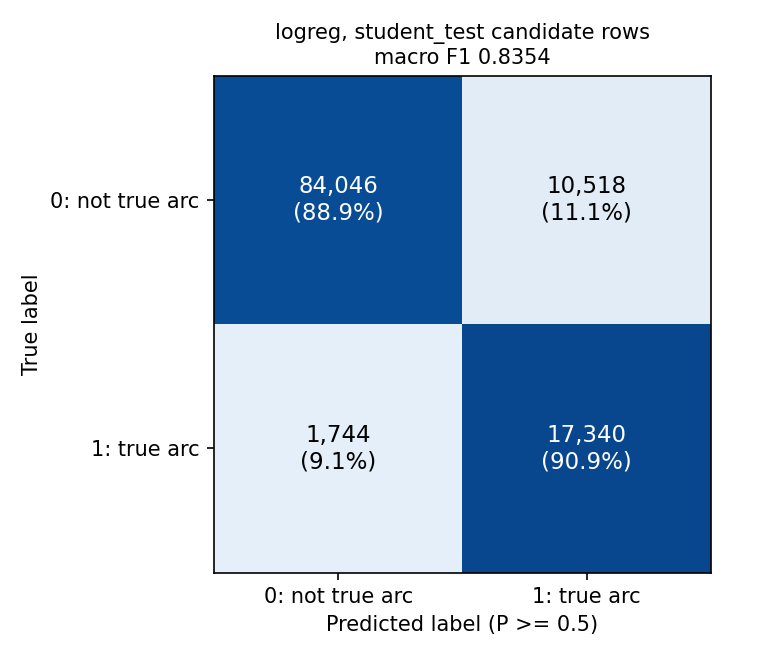 logreg, student_test candidate rows
macro F1 0.8354
True label
0: not true arc
84,046
(88.9%)
10,518
(11.1%)
1: true arc
1,744
(9.1%)
17,340
(90.9%)
0: not true arc
1: true arc
Predicted label (P >= 0.5)